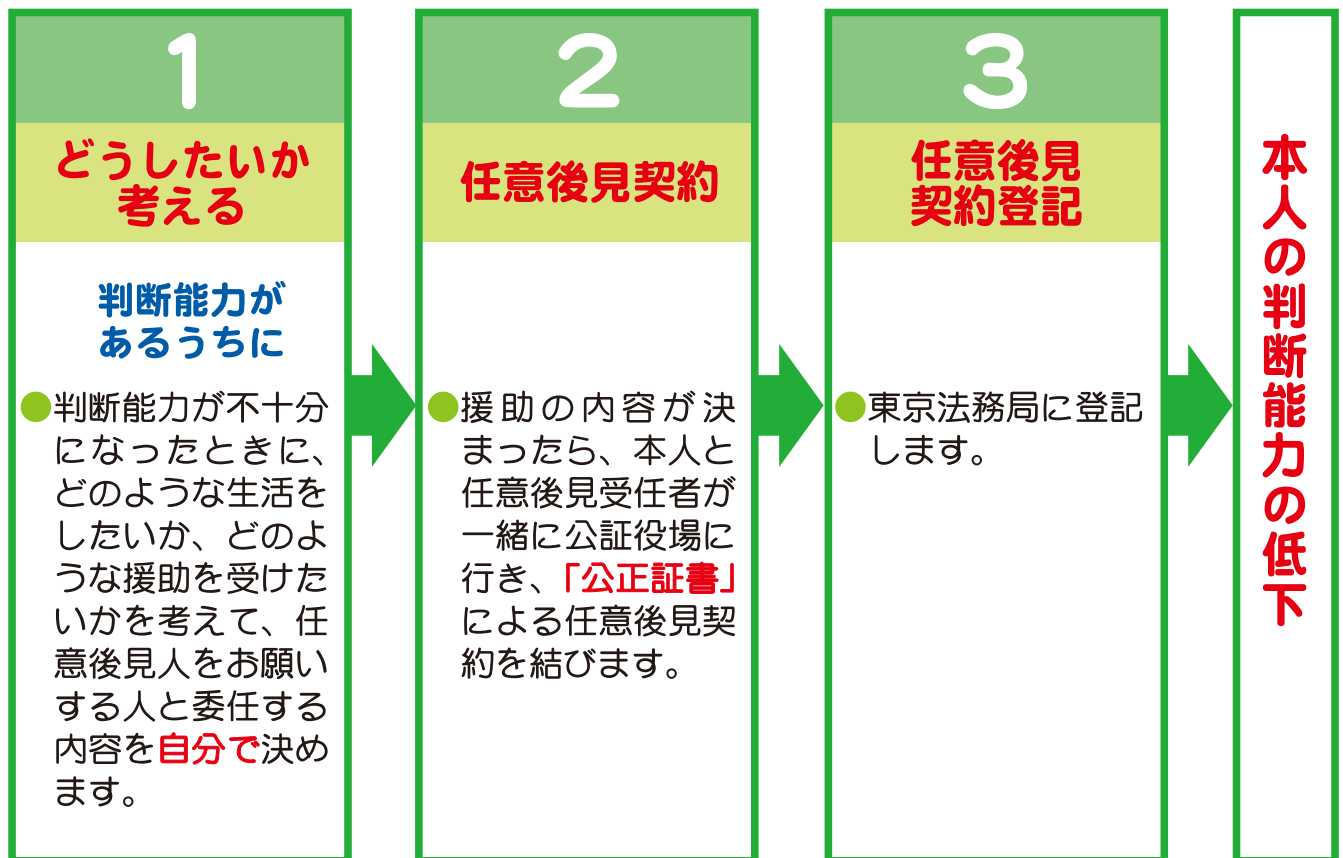 1
どうしたいか
考える
判断能力が
あるうちに
●判断能力が不十分
になったときに、
どのような生活を
したいか、どのよ
うな援助を受けた
いかを考えて、任
意後見人をお願い
する人と委任する
内容を自分で決め
ます。
2
任意後見契約
●援助の内容が決
まったら、本人と
任意後見受任者が
一緒に公証役場に
行き、「公正証書」
による任意後見契
約を結びます。
3
任意後見
契約登記
●東京法務局に登記
します。
本人の判断能力の低下